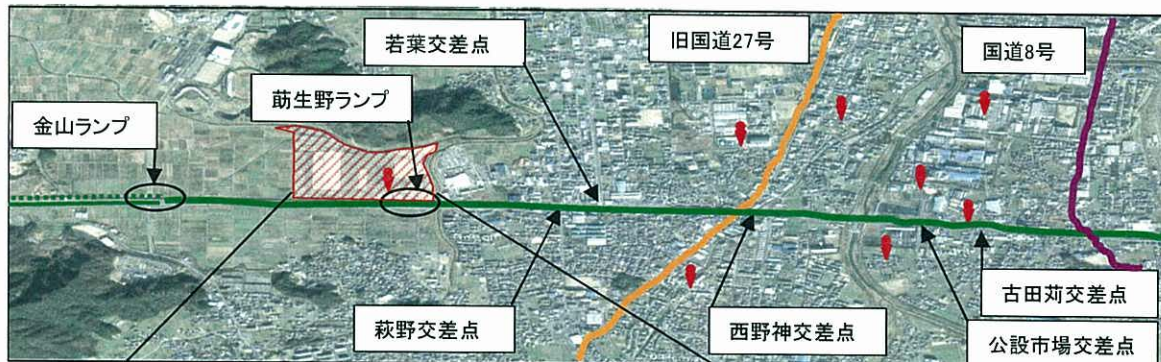 若葉交差点
旧国道27号
国道8号
莇生野ランプ
金山ランプ
萩野交差点
西野神交差点
古田苅交差点
公設市場交差点